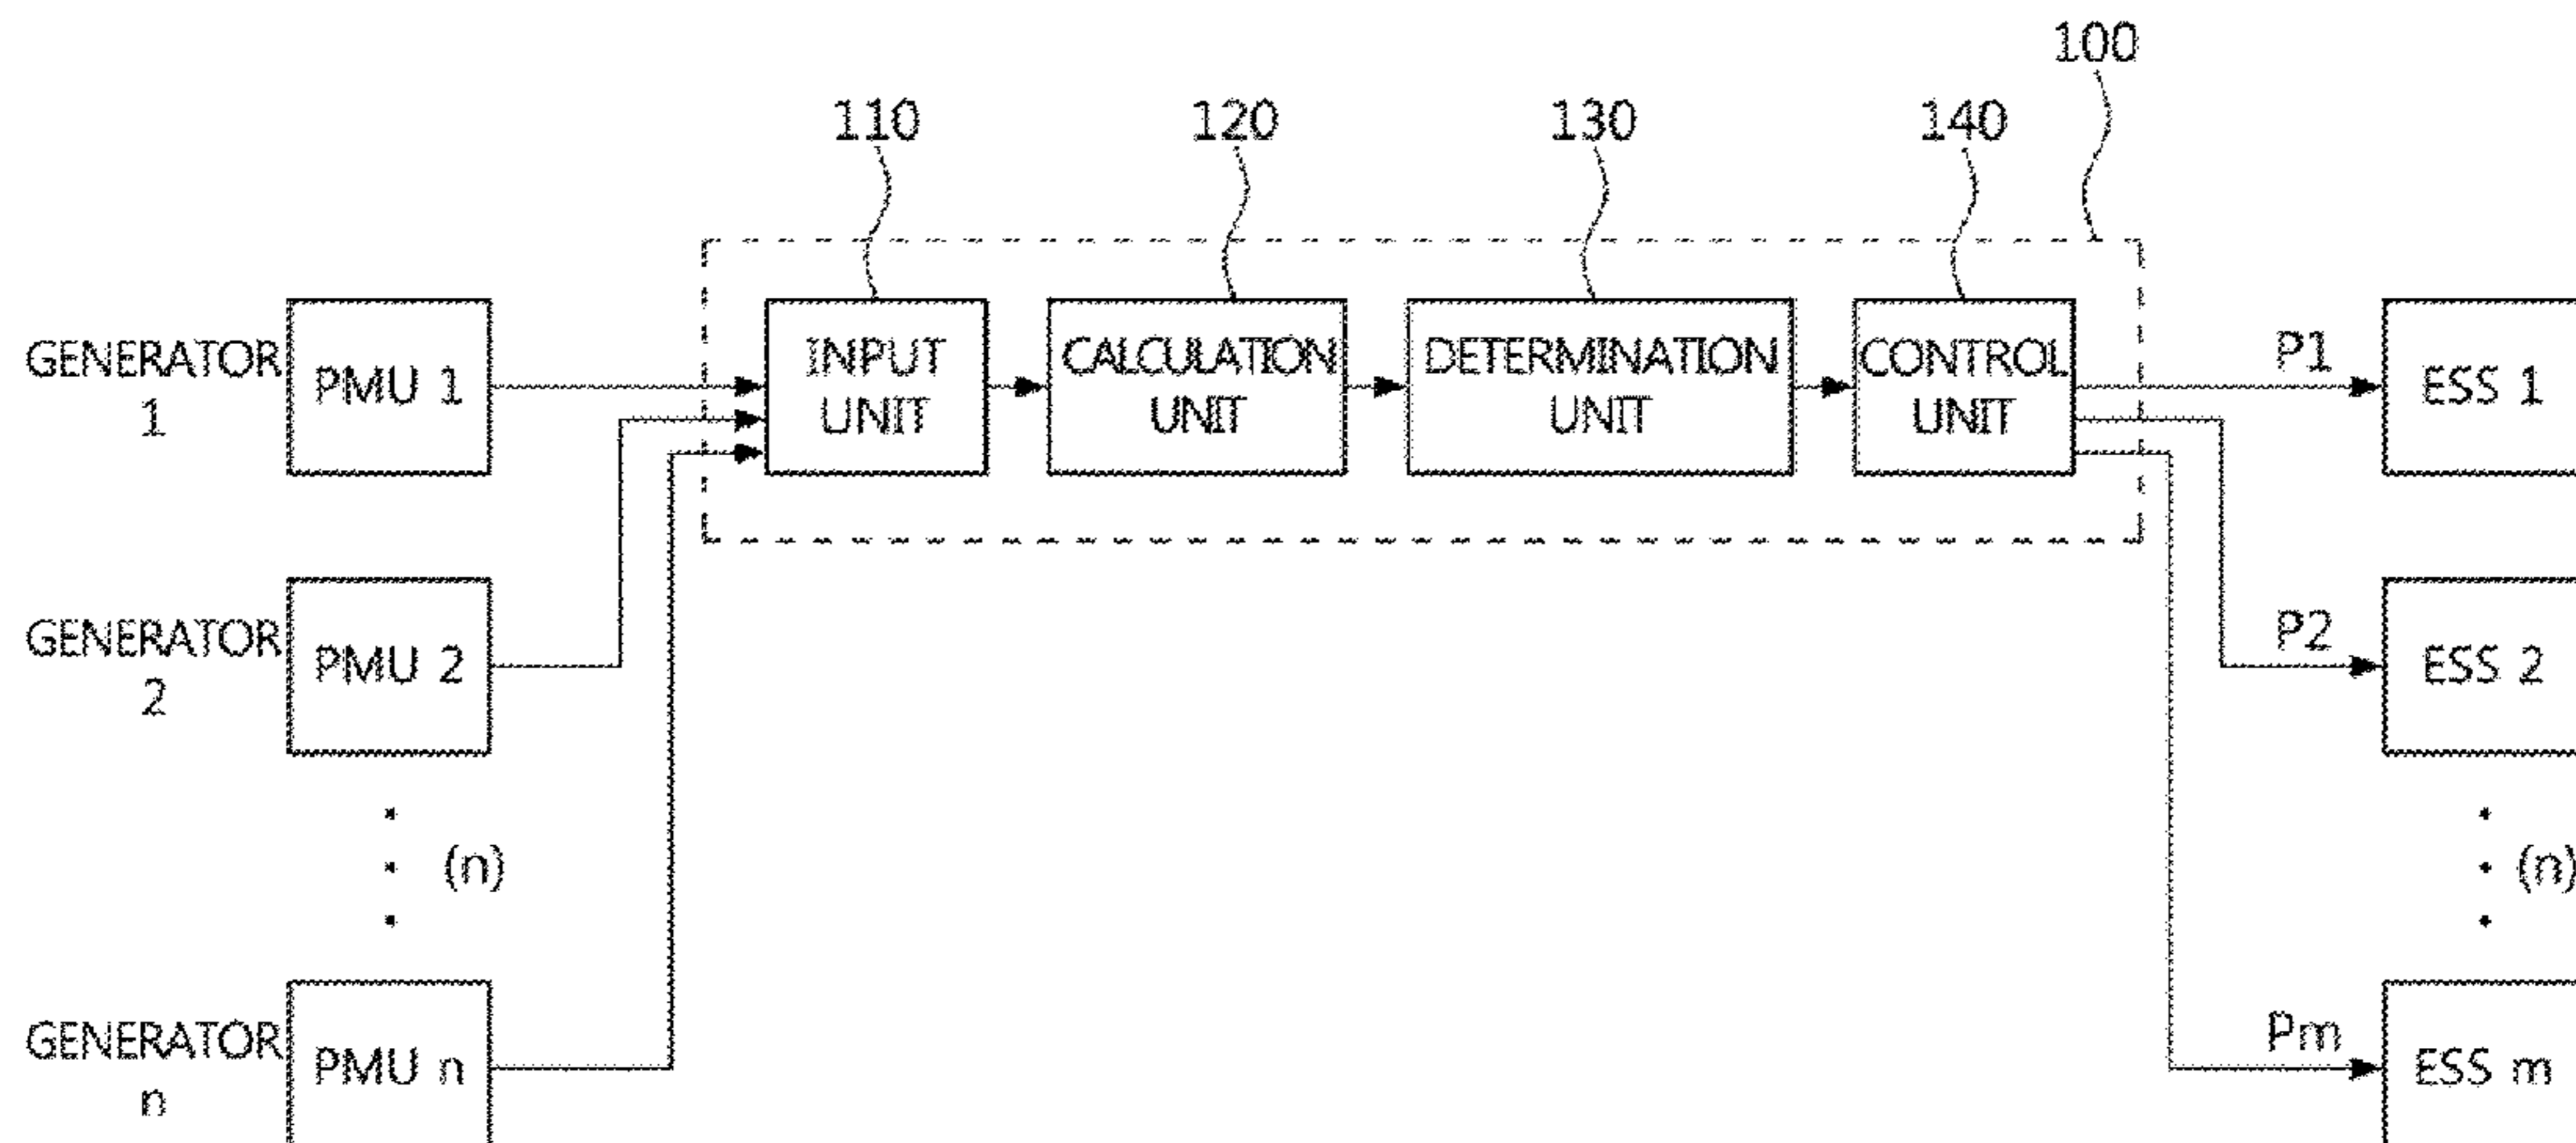 100
110
120
130
140
GENERATOR
1
PMU 1
INPUT
UNIT
CALCULATION
UNIT
DETERMINATION
UNIT
CONTROL
UNIT
P1
ESS 1
GENERATOR
2
PMU 2
P2
ESS 2
(n)
(n)
GENERATOR
n
PMU n
Pm
ESS m